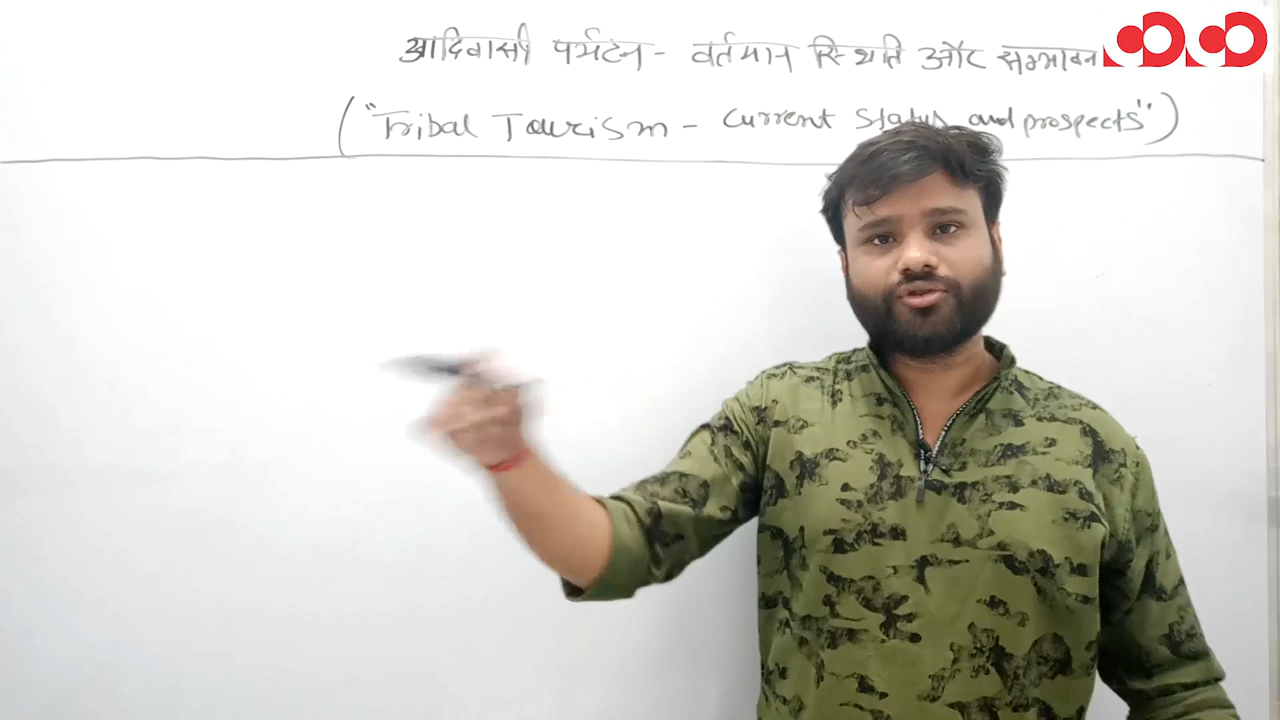 आदिवासी पर्यटन - वर्तमान स्थिति और सम्भावन
("Tribal Tourism - Current Status and prospects")